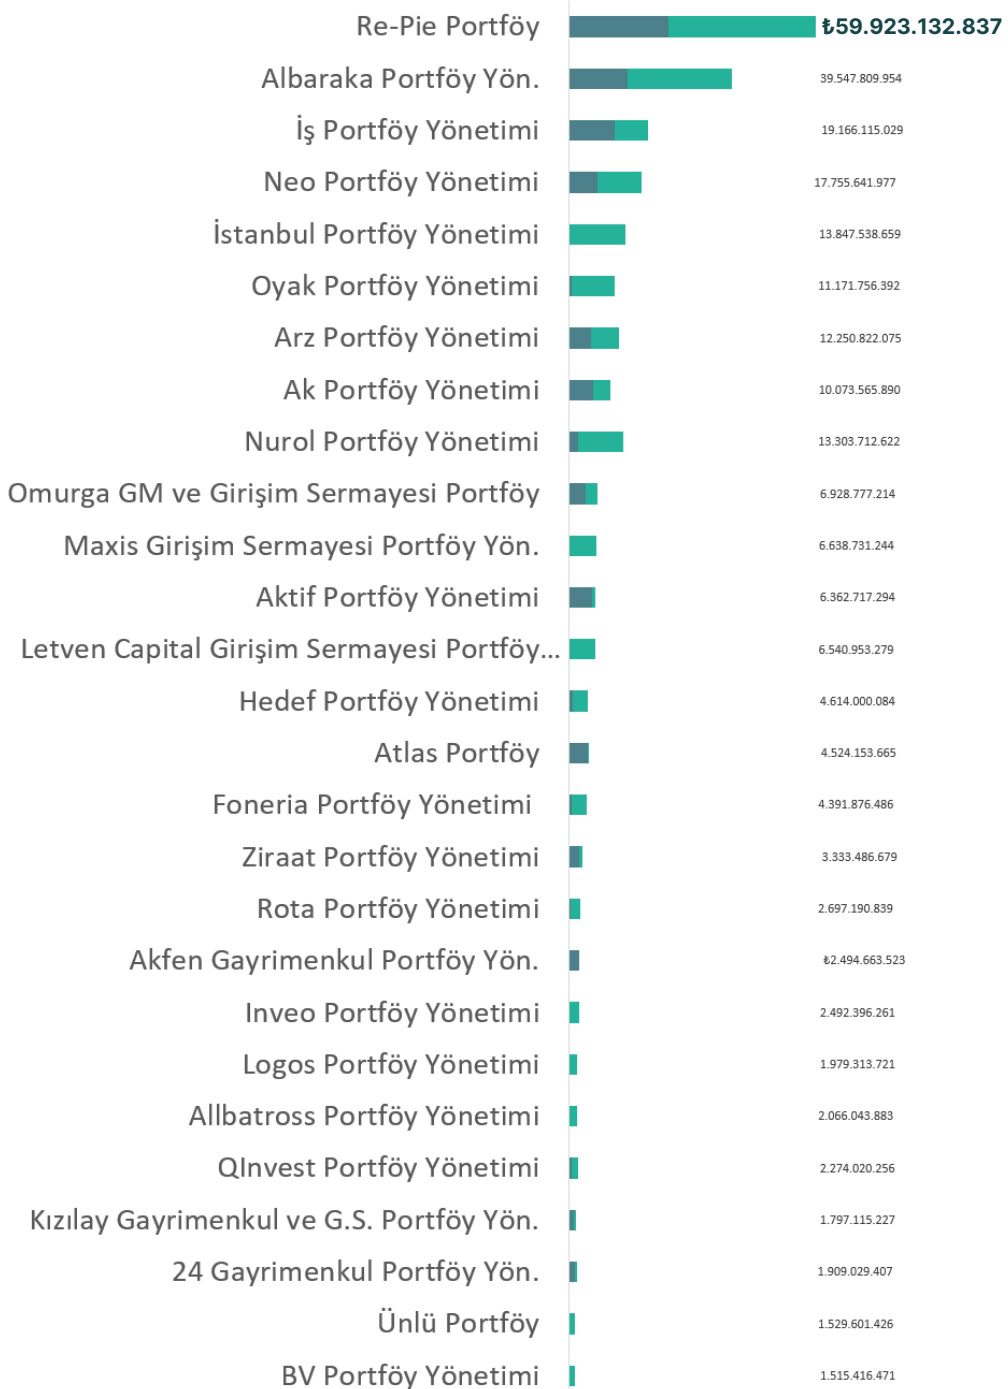 Re-Pie Portföy ₺59.923.132.837
Albaraka Portföy Yön. 39.547.809.954
İş Portföy Yönetimi 19.166.115.029
Neo Portföy Yönetimi 17.755.641.977
İstanbul Portföy Yönetimi 13.847.538.659
Oyak Portföy Yönetimi 11.171.756.392
Arz Portföy Yönetimi 12.250.822.075
Ak Portföy Yönetimi 10.073.565.890
Nurol Portföy Yönetimi 13.303.712.622
Omurga GM ve Girişim Sermayesi Portföy 6.928.777.214
Maxis Girişim Sermayesi Portföy Yön. 6.638.731.244
Aktif Portföy Yönetimi 6.362.717.294
Letven Capital Girişim Sermayesi Portföy... 6.540.953.279
Hedef Portföy Yönetimi 4.614.000.084
Atlas Portföy 4.524.153.665
Foneria Portföy Yönetimi 4.391.876.486
Ziraat Portföy Yönetimi 3.333.486.679
Rota Portföy Yönetimi 2.697.190.839
Akfen Gayrimenkul Portföy Yön. ₺2.494.663.523
Inveo Portföy Yönetimi 2.492.396.261
Logos Portföy Yönetimi 1.979.313.721
Allbatross Portföy Yönetimi 2.066.043.883
QInvest Portföy Yönetimi 2.274.020.256
Kızılay Gayrimenkul ve G.S. Portföy Yön. 1.797.115.227
24 Gayrimenkul Portföy Yön. 1.909.029.407
Ünlü Portföy 1.529.601.426
BV Portföy Yönetimi 1.515.416.471